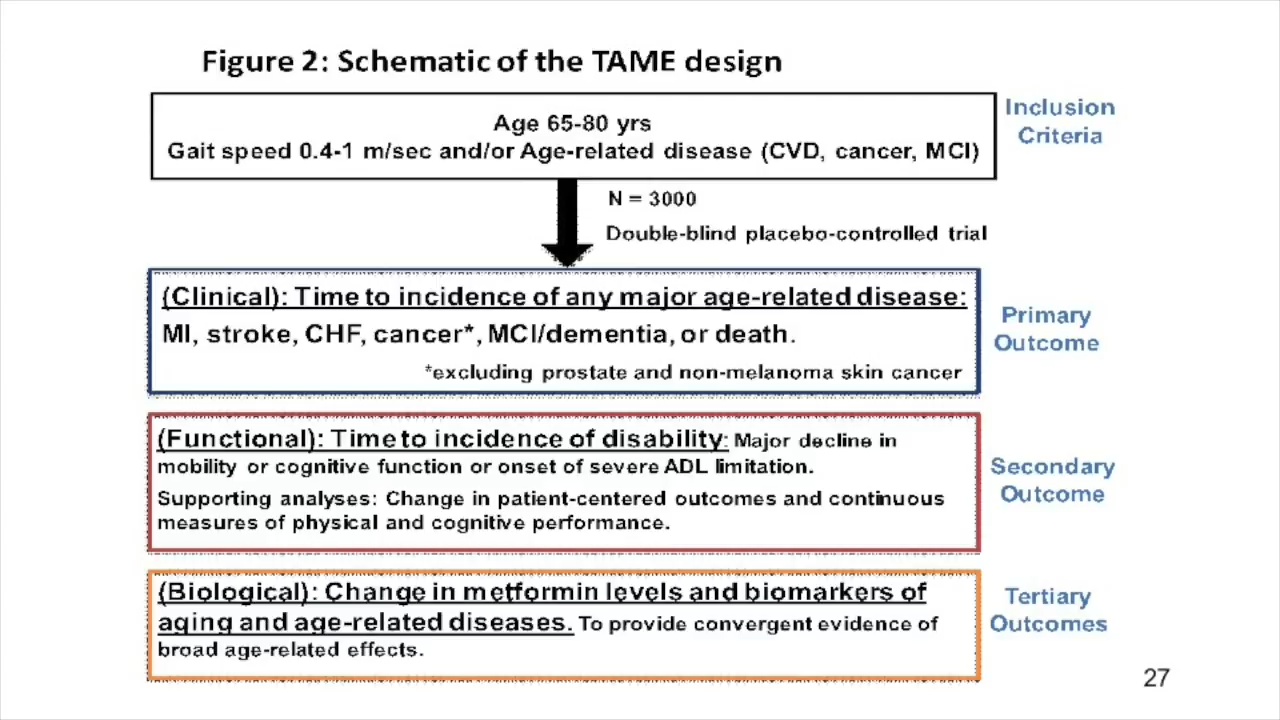 Figure 2: Schematic of the TAME design
Age 65-80 yrs
Gait speed 0.4-1 m/sec and/or Age-related disease (CVD, cancer, MCI)
Inclusion
Criteria
N = 3000
Double-blind placebo-controlled trial
(Clinical): Time to incidence of any major age-related disease:
MI, stroke, CHF, cancer*, MCI/dementia, or death.
*excluding prostate and non-melanoma skin cancer
Primary
Outcome
(Functional): Time to incidence of disability: Major decline in
mobility or cognitive function or onset of severe ADL limitation.
Supporting analyses: Change in patient-centered outcomes and continuous
measures of physical and cognitive performance.
Secondary
Outcome
(Biological): Change in metformin levels and biomarkers of
aging and age-related diseases. To provide convergent evidence of
broad age-related effects.
Tertiary
Outcomes
27